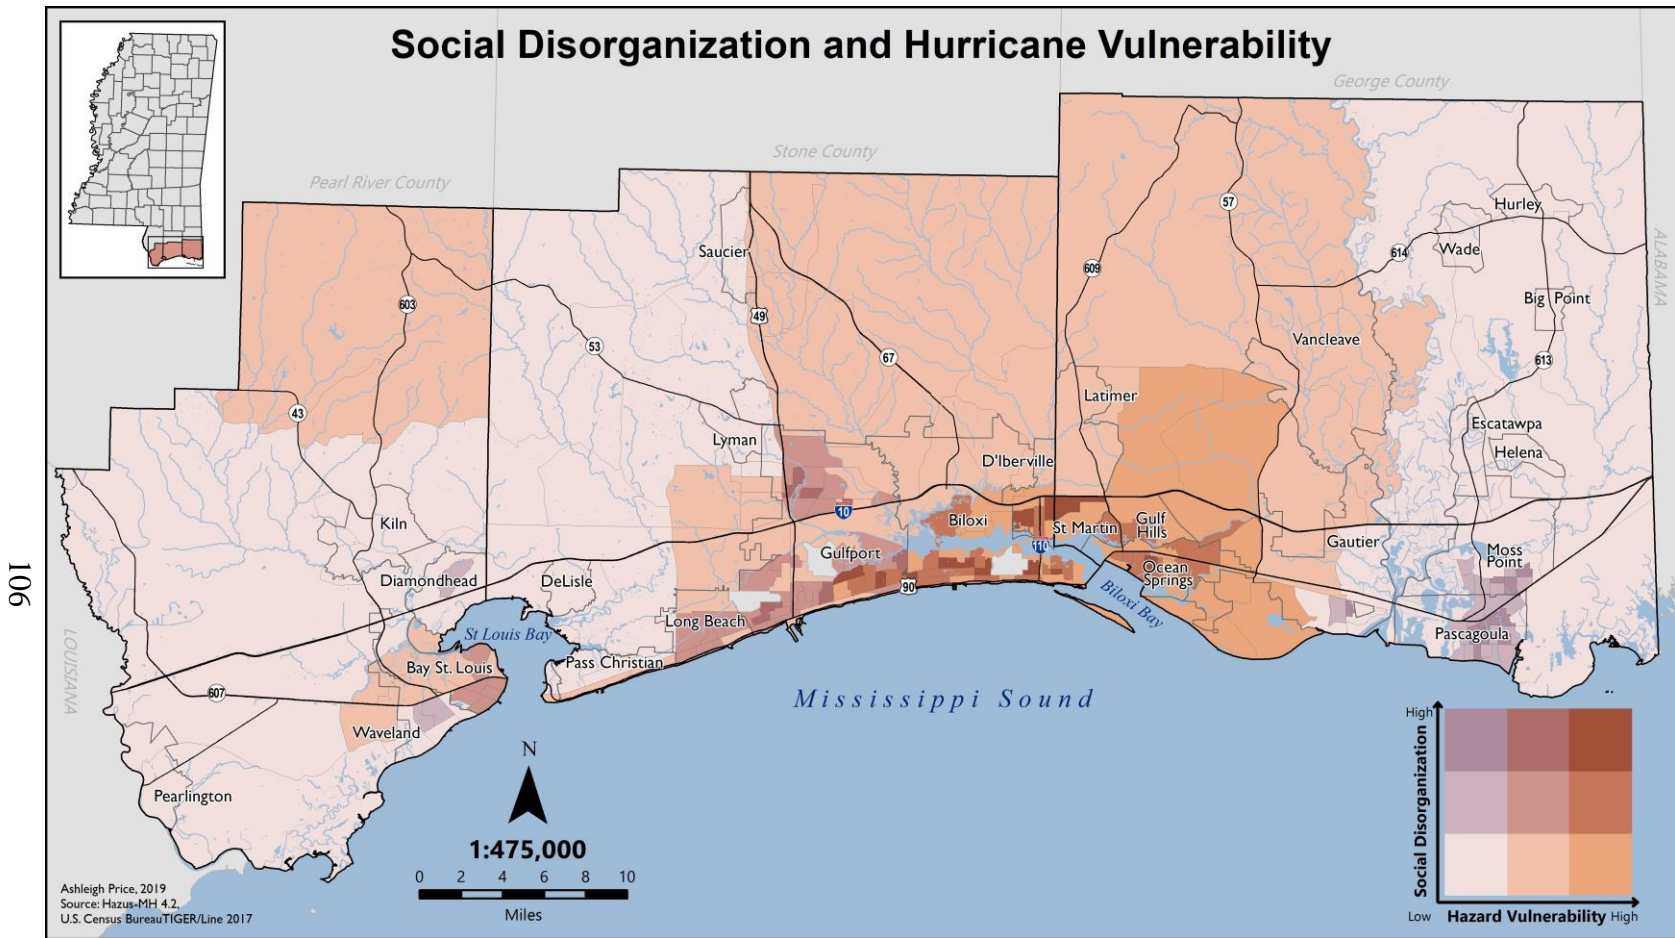 Social Disorganization and Hurricane Vulnerability
George County
Stone County
Pearl River County
57
Hurley
Saucier
614
Wade
ALABAMA
609
603
Big Point
49
Vancleave
53
67
613
Latimer
43
Lyman
Escatawpa
Helena
D'Iberville
10
Kiln
Biloxi
St Martin
Gulf
Hills
110
Gautier
Gulfport
Moss
Point
106
Diamondhead
DeLisle
90
Ocean
Springs
Biloxi Bay
Long Beach
St Louis Bay
Pascagoula
LOUISIANA
Bay St. Louis
Pass Christian
607
Mississippi Sound
Waveland
N
Pearlington
1:475,000
0 2 4 6 8 10
Miles
High
Social Disorganization
Low Hazard Vulnerability High
Ashleigh Price, 2019
Source: Hazus-MH 4.2,
U.S. Census BureauTIGER/Line 2017